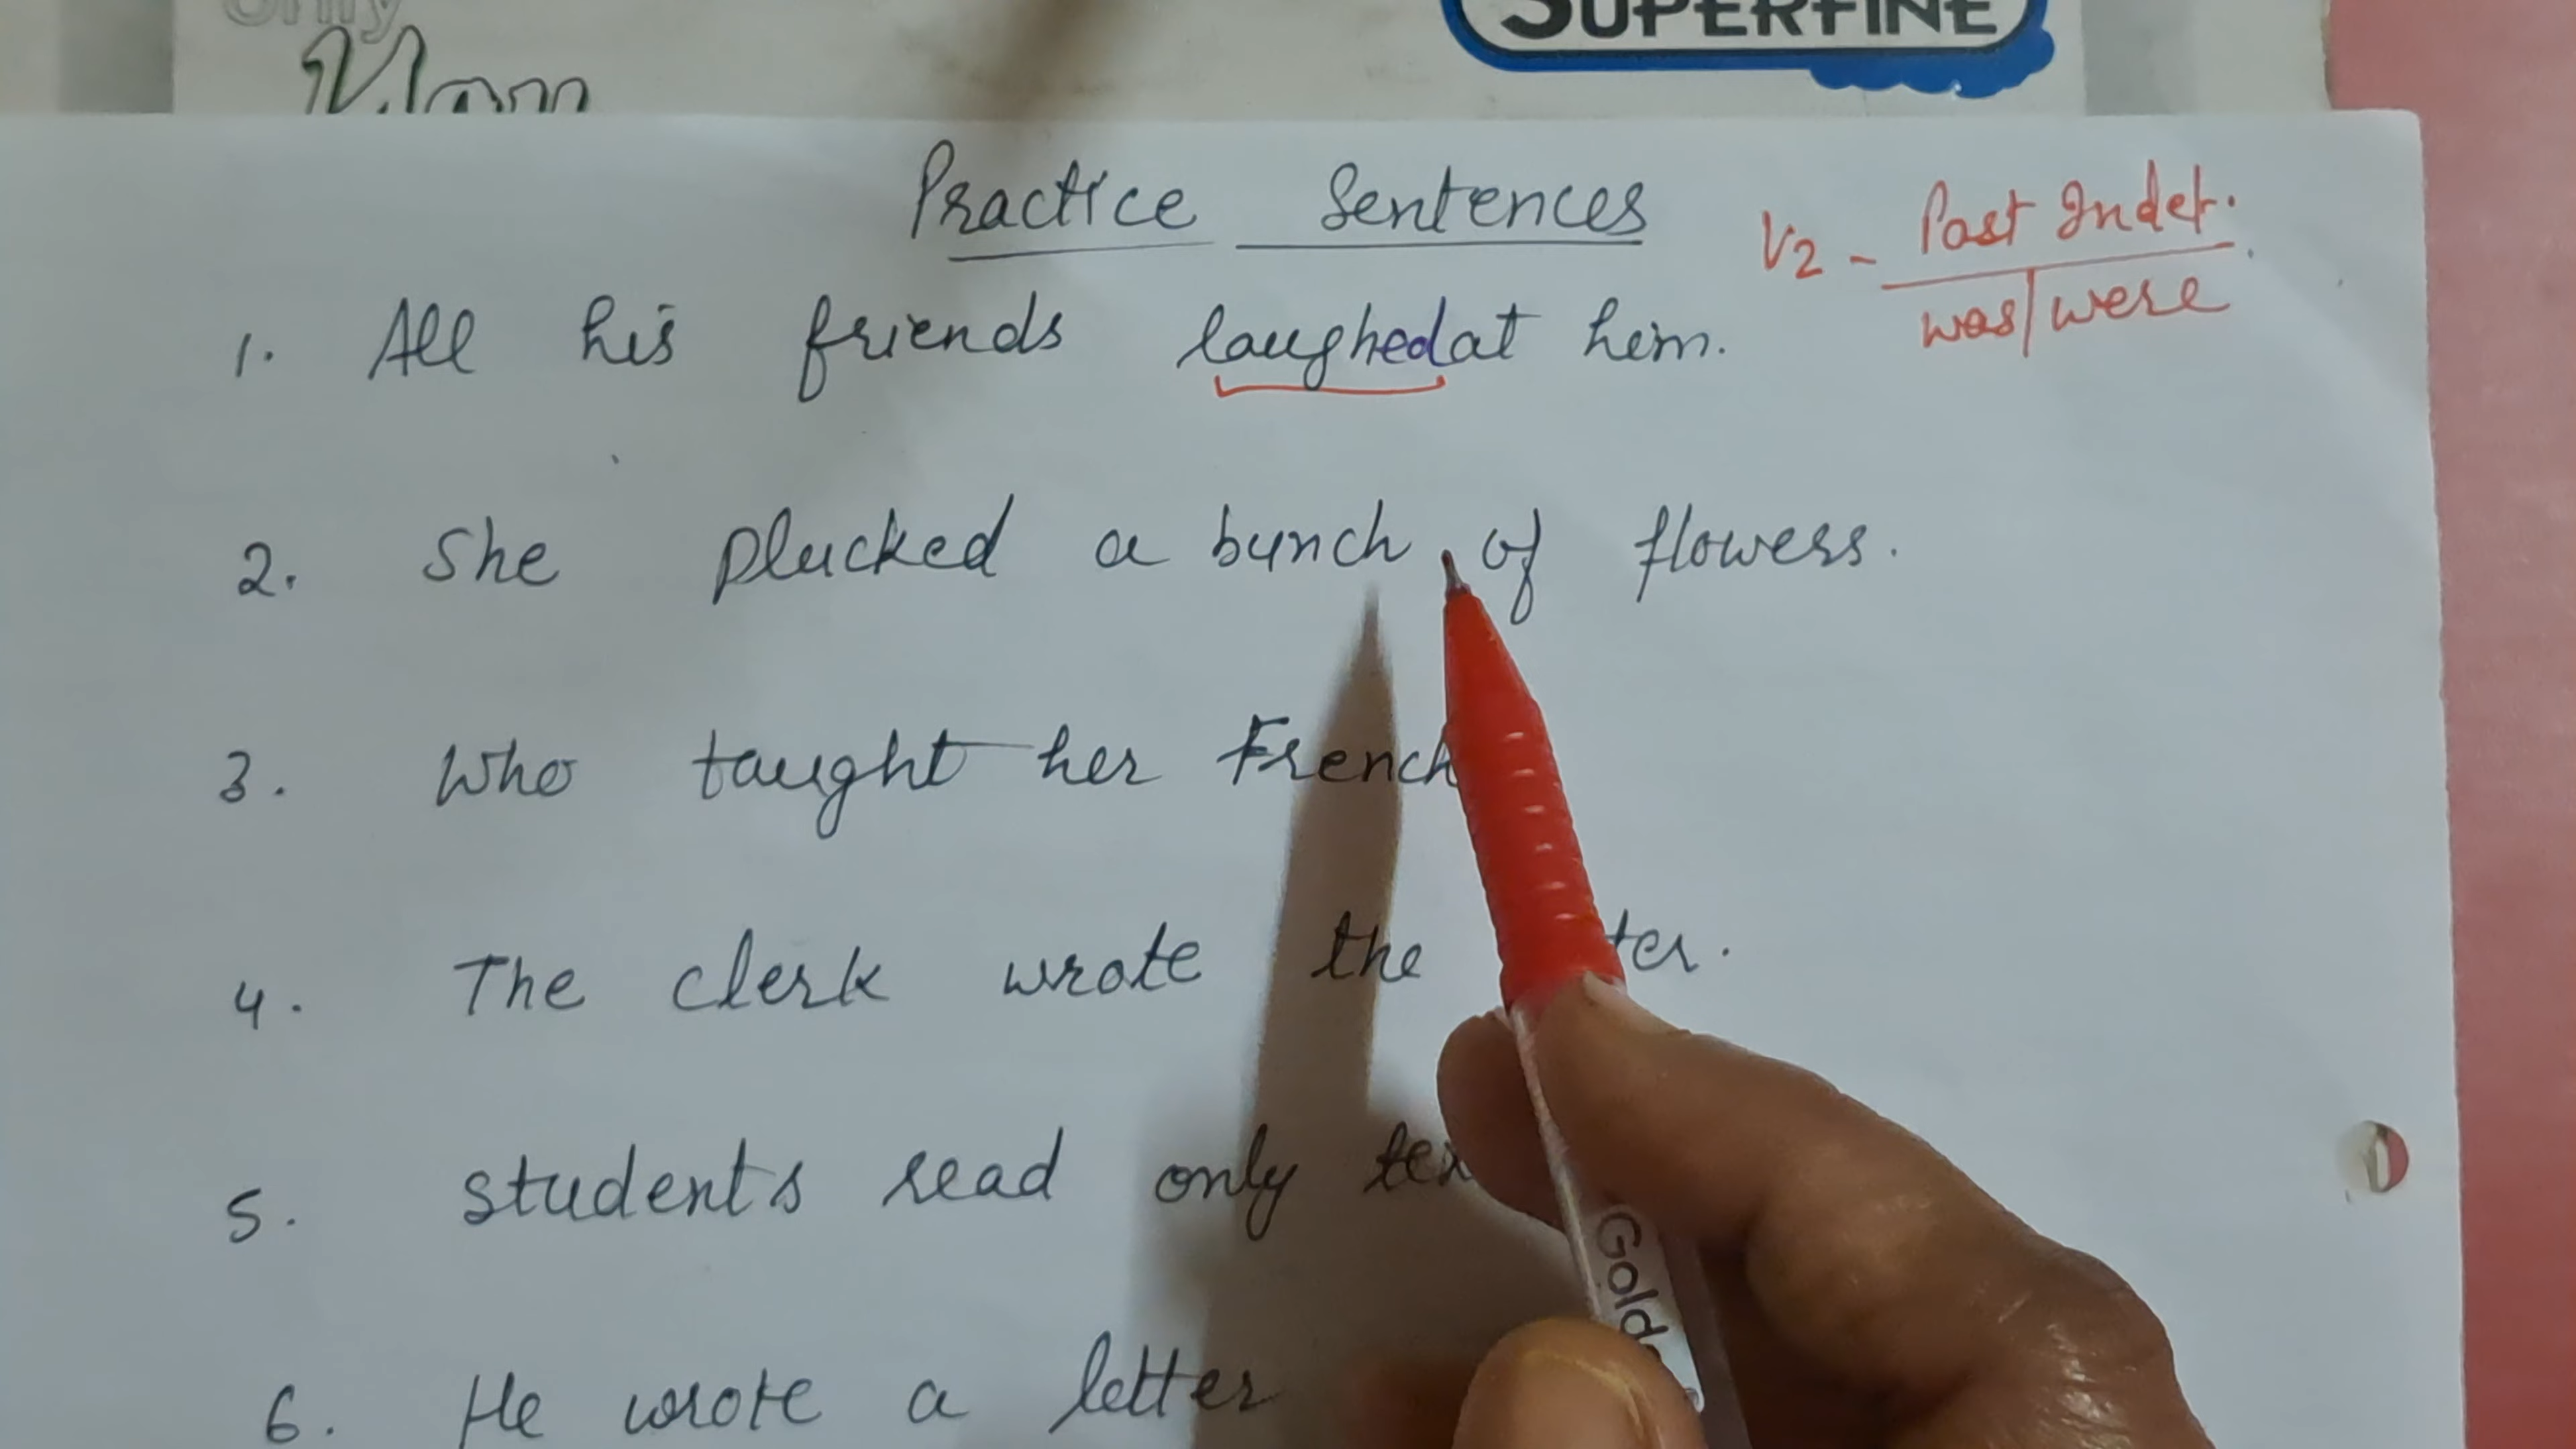 only
SUPERFINE
Practice Sentences
V2 - Past Indef.
was/were
1. All his friends laughed at him.
2. She plucked a bunch of flowers.
3. Who taught her French
4. The clerk wrote the
5. students read only
6. He wrote a letter